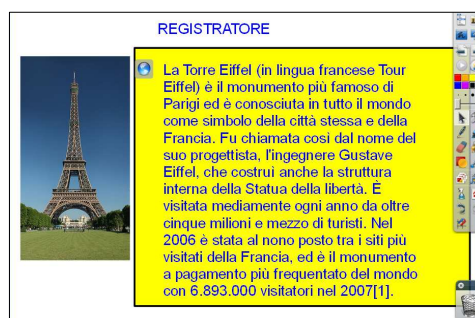 REGISTRATORE
La Torre Eiffel (in lingua francese Tour
Eiffel) è il monumento più famoso di
Parigi ed è conosciuta in tutto il mondo
come simbolo della città stessa e della
Francia. Fu chiamata così dal nome del
suo progettista, l'ingegnere Gustave
Eiffel, che costruì anche la struttura
interna della Statua della libertà. È
visitata mediamente ogni anno da oltre
cinque milioni e mezzo di turisti. Nel
2006 è stata al nono posto tra i siti più
visitati della Francia, ed è il monumento
a pagamento più frequentato del mondo
con 6.893.000 visitatori nel 2007[1].